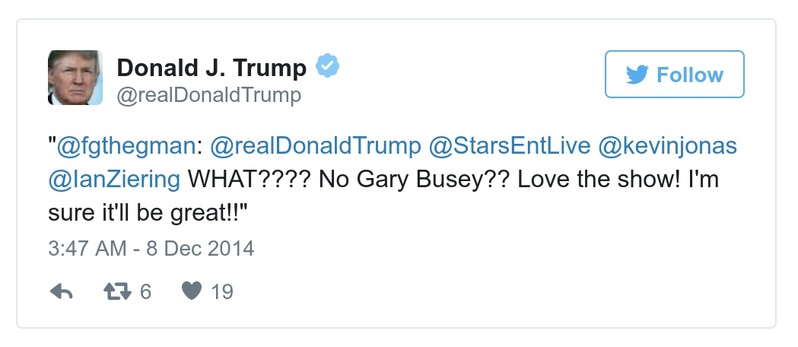 Donald J. Trump
@realDonaldTrump
Follow
"@fgthegman: @realDonaldTrump @StarsEntLive @kevinjonas
@IanZiering WHAT???? No Gary Busey?? Love the show! I'm
sure it'll be great!!"
3:47 AM - 8 Dec 2014
6 19